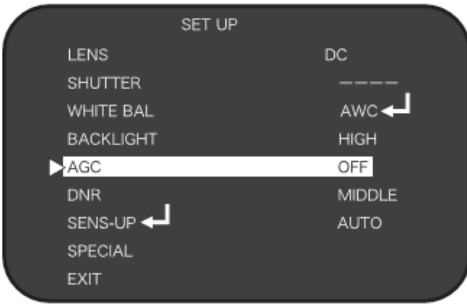 SET UP
LENS DC
SHUTTER ----
WHITE BAL AWC
BACKLIGHT HIGH
AGC OFF
DNR MIDDLE
SENS-UP AUTO
SPECIAL
EXIT